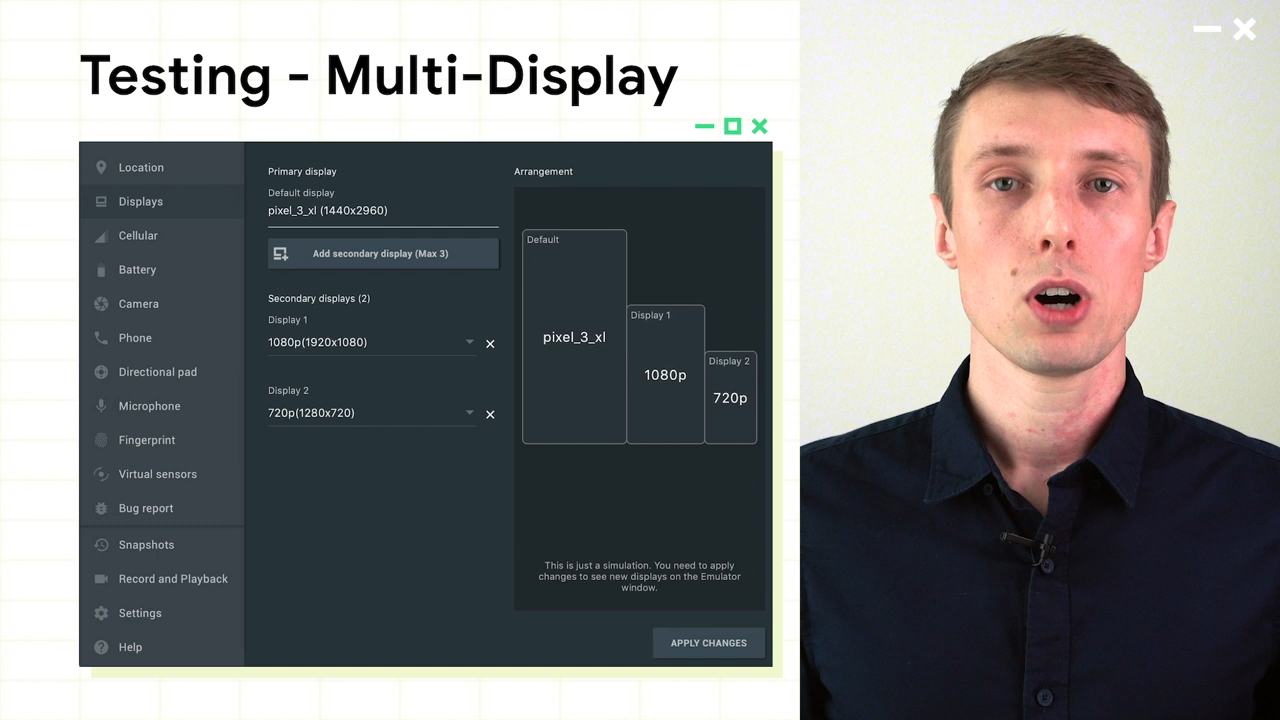 Testing - Multi-Display
Location
Displays
Cellular
Battery
Camera
Phone
Directional pad
Microphone
Fingerprint
Virtual sensors
Bug report
Snapshots
Record and Playback
Settings
Help
Primary display
Default display
pixel_3_xl (1440x2960)
Add secondary display (Max 3)
Secondary displays (2)
Display 1
1080p(1920x1080)
Display 2
720p(1280x720)
Arrangement
Default
pixel_3_xl
Display 1
1080p
Display 2
720p
This is just a simulation. You need to apply
changes to see new displays on the Emulator
window.
APPLY CHANGES